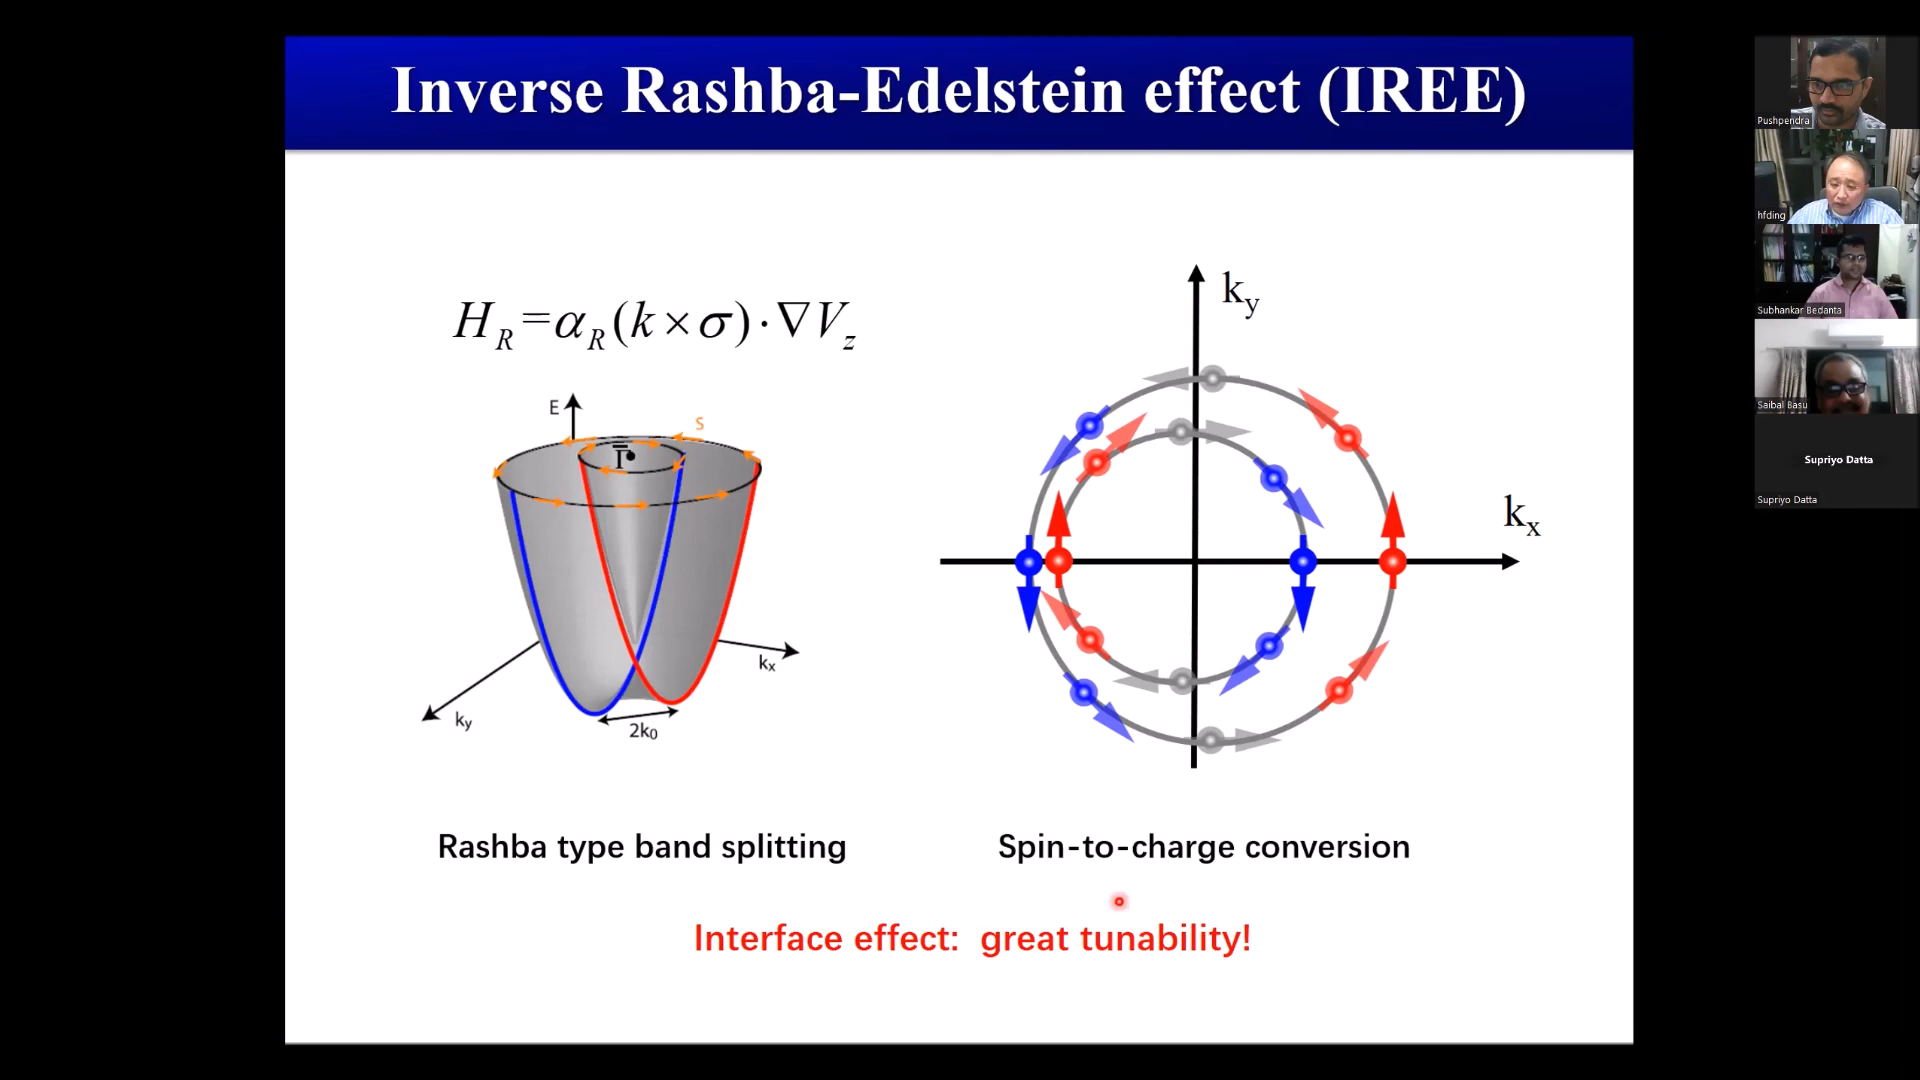 Inverse Rashba-Edelstein effect (IREE)
H_R=α_R(k×σ)·∇V_z
E
S
Γ̄
k_x
k_y
2k_0
k_y
k_x
Rashba type band splitting
Spin-to-charge conversion
Interface effect: great tunability!
Pushpendra
hfding
Subhankar Bedanta
Saibal Basu
Supriyo Datta
Supriyo Datta